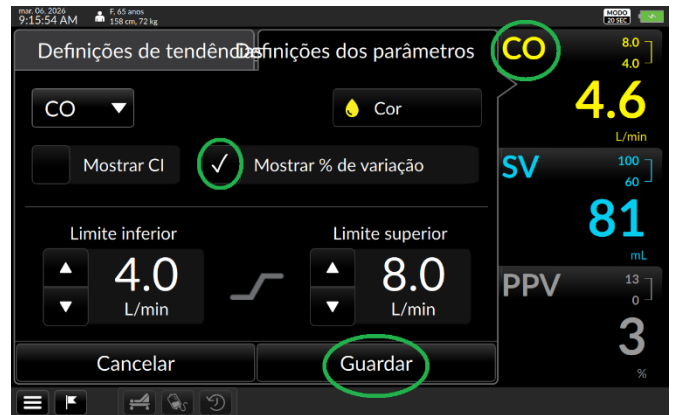 mar. 06, 2026
9:15:54 AM
F, 65 anos
158 cm, 72 kg
MODO
20 SEC
Definições de tendências
Definições dos parâmetros
CO
8.0
4.0
4.6
L/min
CO
Cor
Mostrar CI
Mostrar % de variação
SV
100
60
81
mL
Limite inferior
Limite superior
4.0
L/min
8.0
L/min
PPV
13
0
3
%
Cancelar
Guardar